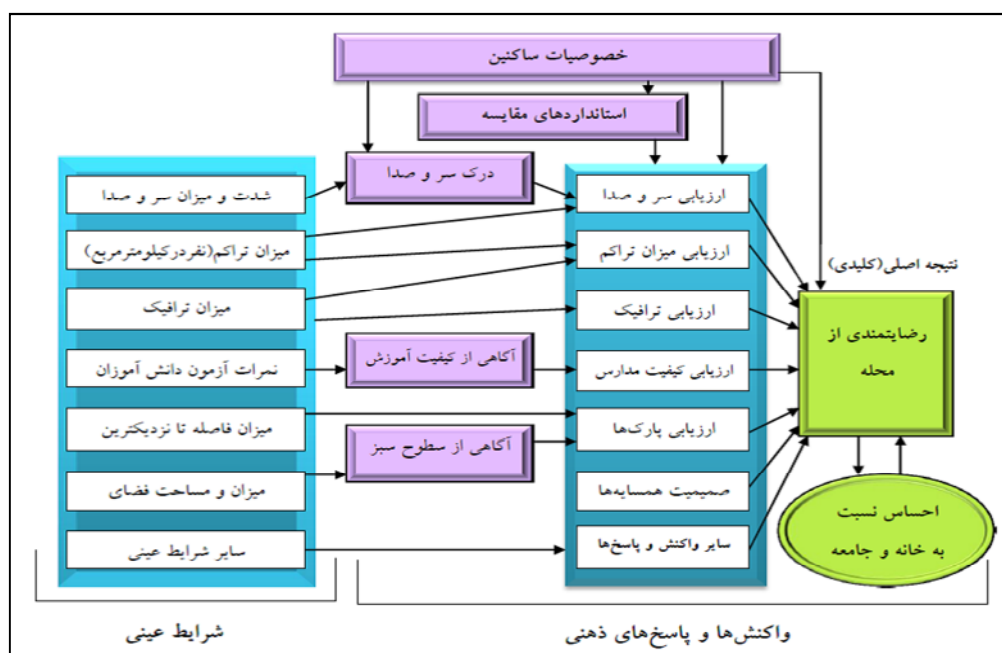 خصوصیات ساکنین
استانداردهای مقایسه
درک سر و صدا
شدت و میزان سر و صدا
ارزیابی سر و صدا
میزان تراکم(نفردرکیلومترمربع)
ارزیابی میزان تراکم
نتیجه اصلی(کلیدی)
میزان ترافیک
ارزیابی ترافیک
رضایتمندی از
محله
نمرات آزمون دانش آموزان
آگاهی از کیفیت آموزش
ارزیابی کیفیت مدارس
میزان فاصله تا نزدیکترین
ارزیابی پارک‌ها
آگاهی از سطوح سبز
میزان و مساحت فضای
صمیمیت همسایه‌ها
احساس نسبت
به خانه و جامعه
سایر شرایط عینی
سایر واکنش و پاسخ‌ها
شرایط عینی
واکنش‌ها و پاسخ‌های ذهنی